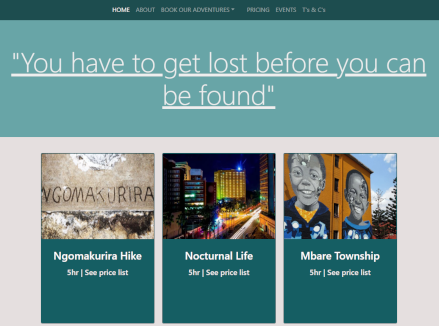 HOME ABOUT BOOK OUR ADVENTURES PRICING EVENTS T's & C's
"You have to get lost before you can
be found"
NGOMAKURIRA
Ngomakurira Hike
5hr | See price list
Nocturnal Life
5hr | See price list
Mbare Township
5hr | See price list